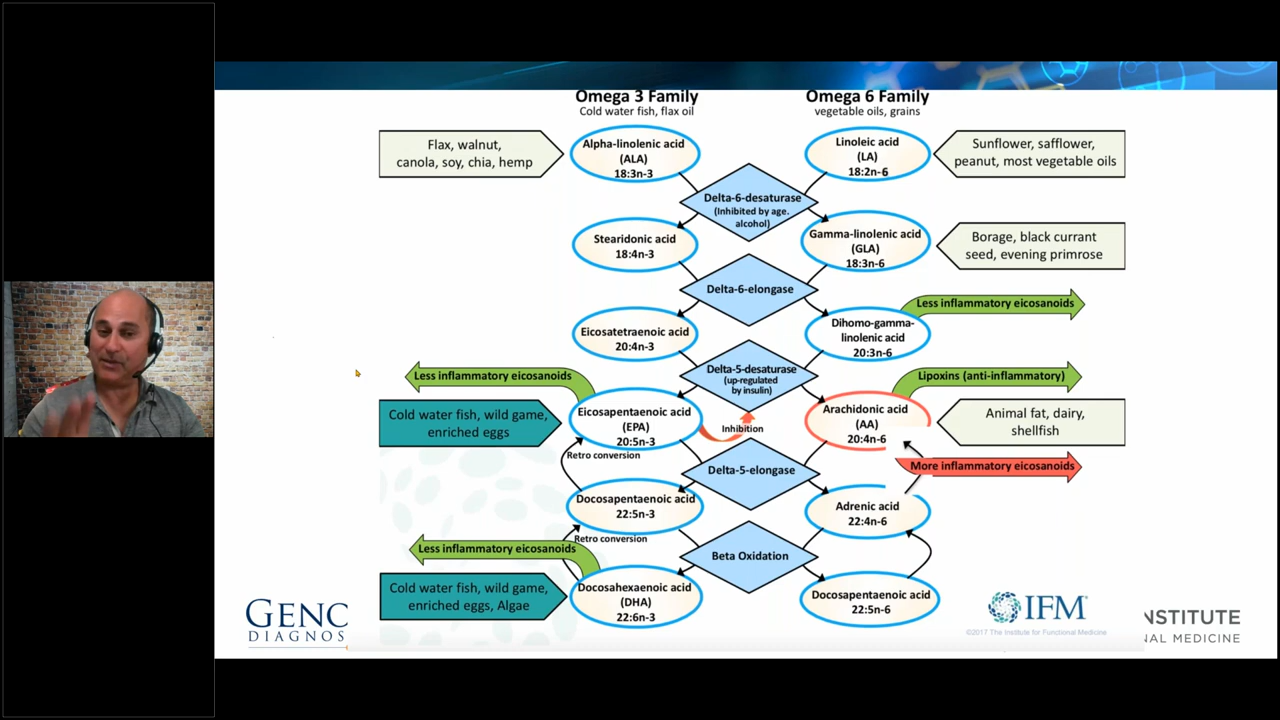 Omega 3 Family
Cold water fish, flax oil
Omega 6 Family
vegetable oils, grains
Flax, walnut,
canola, soy, chia, hemp
Alpha-linolenic acid
(ALA)
18:3n-3
Linoleic acid
(LA)
18:2n-6
Sunflower, safflower,
peanut, most vegetable oils
Delta-6-desaturase
(Inhibited by age.
alcohol)
Stearidonic acid
18:4n-3
Gamma-linolenic acid
(GLA)
18:3n-6
Borage, black currant
seed, evening primrose
Delta-6-elongase
Less inflammatory eicosanoids
Eicosatetraenoic acid
20:4n-3
Dihomo-gamma-
linolenic acid
20:3n-6
Delta-5-desaturase
(up-regulated
by insulin)
Less inflammatory eicosanoids
Lipoxins (anti-inflammatory)
Cold water fish, wild game,
enriched eggs
Eicosapentaenoic acid
(EPA)
20:5n-3
Inhibition
Arachidonic acid
(AA)
20:4n-6
Animal fat, dairy,
shellfish
Retro conversion
Delta-5-elongase
More inflammatory eicosanoids
Docosapentaenoic acid
22:5n-3
Adrenic acid
22:4n-6
Retro conversion
Less inflammatory eicosanoids
Beta Oxidation
Cold water fish, wild game,
enriched eggs, Algae
Docosahexaenoic acid
(DHA)
22:6n-3
Docosapentaenoic acid
22:5n-6
GENC
DIAGNOS
IFM
©2017 The Institute for Functional Medicine
NSTITUTE
NAL MEDICINE